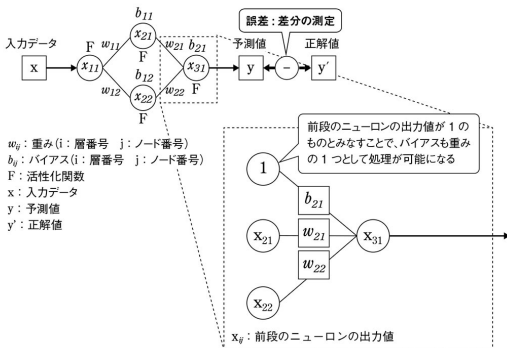 誤差：差分の測定
入力データ
予測値
正解値
b11
w11
F
x21
w21
b21
x
x11
F
x31
y
−
y´
w12
b12
w22
F
x22
F
wij：重み(i：層番号 j：ノード番号)
bij：バイアス(i：層番号 j：ノード番号)
F：活性化関数
x：入力データ
y：予測値
y'：正解値
前段のニューロンの出力値が1の
ものとみなすことで、バイアスも重み
の1つとして処理が可能になる
1
b21
x21
w21
x31
w22
x22
xij：前段のニューロンの出力値